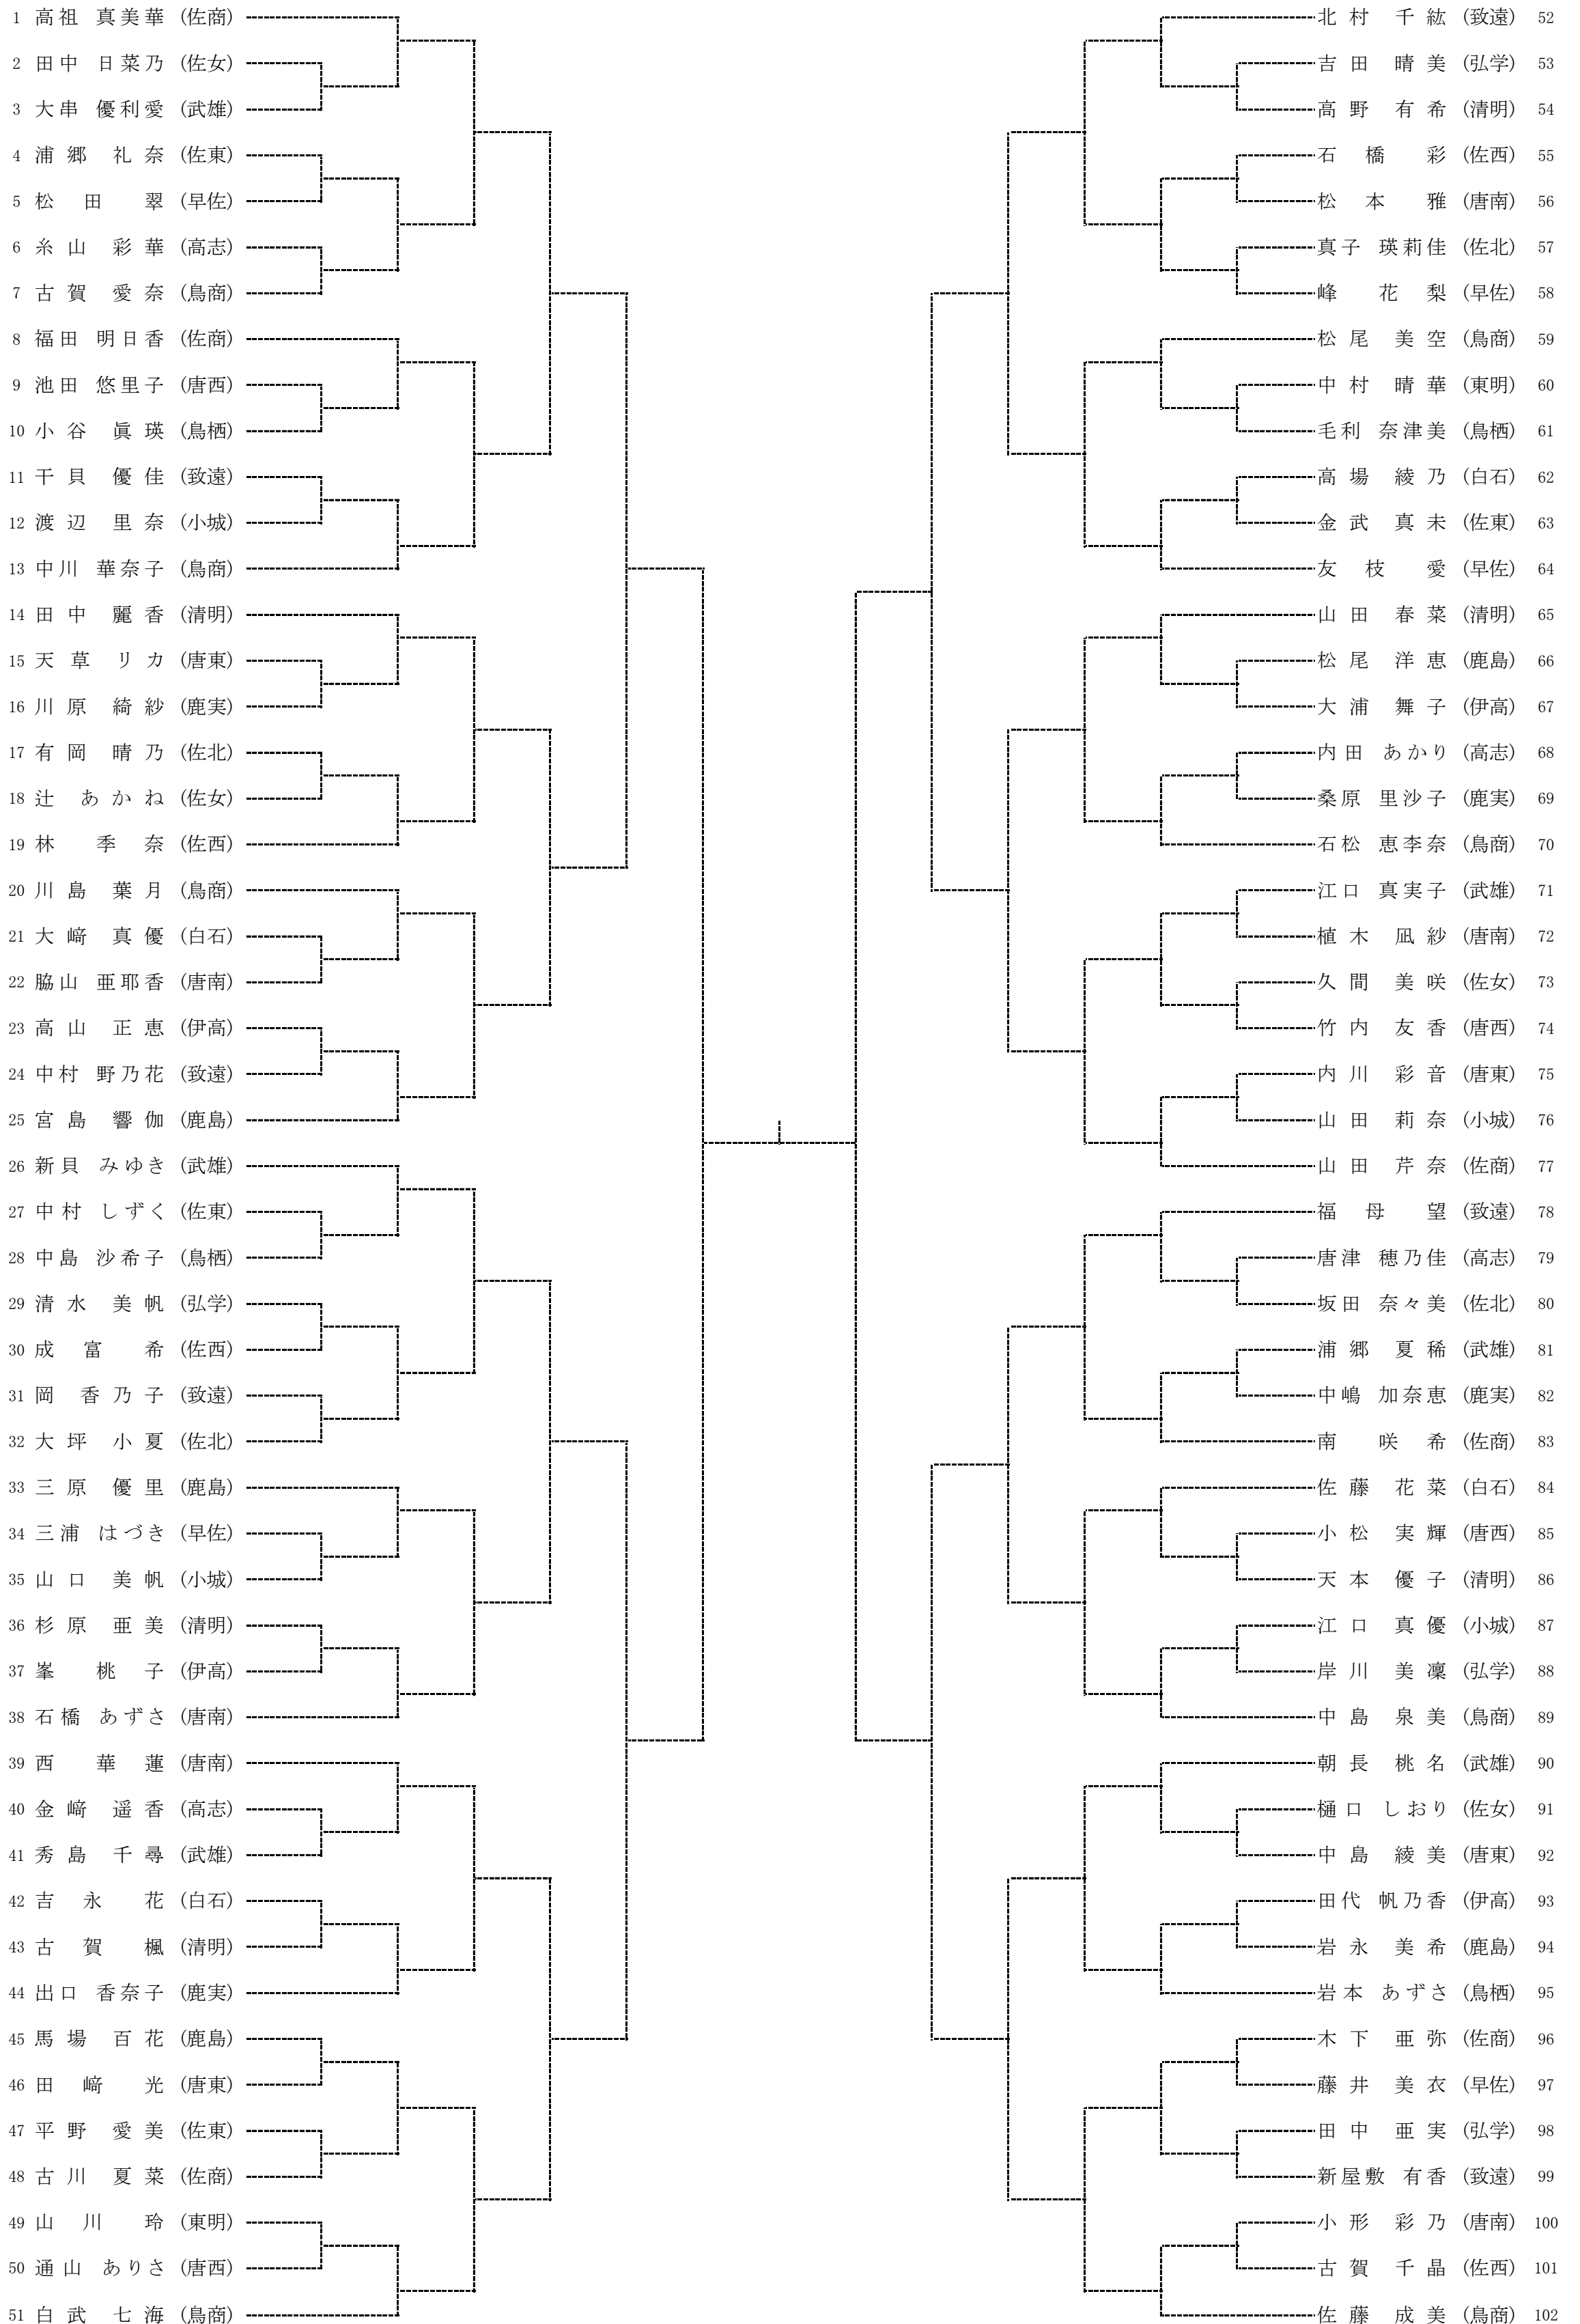 1 高祖 真美華 (佐商)
2 田中 日菜乃 (佐女)
3 大串 優利愛 (武雄)
4 浦郷 礼奈 (佐東)
5 松田 翠 (早佐)
6 糸山 彩華 (高志)
7 古賀 愛奈 (鳥商)
8 福田 明日香 (佐商)
9 池田 悠里子 (唐西)
10 小谷 眞瑛 (鳥栖)
11 干貝 優佳 (致遠)
12 渡辺 里奈 (小城)
13 中川 華奈子 (鳥商)
14 田中 麗香 (清明)
15 天草 リカ (唐東)
16 川原 綺紗 (鹿実)
17 有岡 晴乃 (佐北)
18 辻 あかね (佐女)
19 林 季奈 (佐西)
20 川島 葉月 (鳥商)
21 大﨑 真優 (白石)
22 脇山 亜耶香 (唐南)
23 高山 正恵 (伊高)
24 中村 野乃花 (致遠)
25 宮島 響伽 (鹿島)
26 新貝 みゆき (武雄)
27 中村 しずく (佐東)
28 中島 沙希子 (鳥栖)
29 清水 美帆 (弘学)
30 成富 希 (佐西)
31 岡 香乃子 (致遠)
32 大坪 小夏 (佐北)
33 三原 優里 (鹿島)
34 三浦 はづき (早佐)
35 山口 美帆 (小城)
36 杉原 亜美 (清明)
37 峯 桃子 (伊高)
38 石橋 あずさ (唐南)
39 西 華蓮 (唐南)
40 金﨑 遥香 (高志)
41 秀島 千尋 (武雄)
42 吉永 花 (白石)
43 古賀 楓 (清明)
44 出口 香奈子 (鹿実)
45 馬場 百花 (鹿島)
46 田﨑 光 (唐東)
47 平野 愛美 (佐東)
48 古川 夏菜 (佐商)
49 山川 玲 (東明)
50 通山 ありさ (唐西)
51 白武 七海 (鳥商)
北村 千紘 (致遠) 52
吉田 晴美 (弘学) 53
高野 有希 (清明) 54
石橋 彩 (佐西) 55
松本 雅 (唐南) 56
真子 瑛莉佳 (佐北) 57
峰 花梨 (早佐) 58
松尾 美空 (鳥商) 59
中村 晴華 (東明) 60
毛利 奈津美 (鳥栖) 61
高場 綾乃 (白石) 62
金武 真未 (佐東) 63
友枝 愛 (早佐) 64
山田 春菜 (清明) 65
松尾 洋恵 (鹿島) 66
大浦 舞子 (伊高) 67
内田 あかり (高志) 68
桑原 里沙子 (鹿実) 69
石松 恵李奈 (鳥商) 70
江口 真実子 (武雄) 71
植木 凪紗 (唐南) 72
久間 美咲 (佐女) 73
竹内 友香 (唐西) 74
内川 彩音 (唐東) 75
山田 莉奈 (小城) 76
山田 芹奈 (佐商) 77
福母 望 (致遠) 78
唐津 穂乃佳 (高志) 79
坂田 奈々美 (佐北) 80
浦郷 夏稀 (武雄) 81
中嶋 加奈恵 (鹿実) 82
南 咲希 (佐商) 83
佐藤 花菜 (白石) 84
小松 実輝 (唐西) 85
天本 優子 (清明) 86
江口 真優 (小城) 87
岸川 美凜 (弘学) 88
中島 泉美 (鳥商) 89
朝長 桃名 (武雄) 90
樋口 しおり (佐女) 91
中島 綾美 (唐東) 92
田代 帆乃香 (伊高) 93
岩永 美希 (鹿島) 94
岩本 あずさ (鳥栖) 95
木下 亜弥 (佐商) 96
藤井 美衣 (早佐) 97
田中 亜実 (弘学) 98
新屋敷 有香 (致遠) 99
小形 彩乃 (唐南) 100
古賀 千晶 (佐西) 101
佐藤 成美 (鳥商) 102